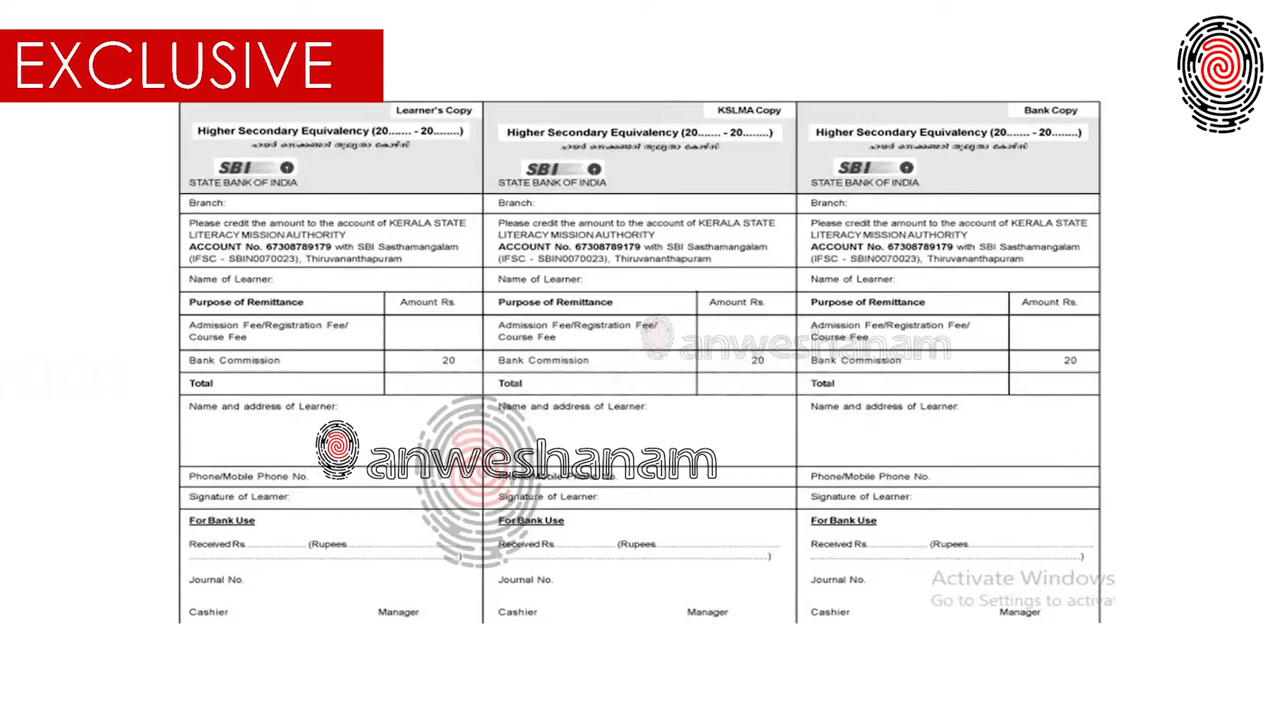 EXCLUSIVE
Learner's Copy
Higher Secondary Equivalency (20....... - 20........)
ഹയർ സെക്കണ്ടറി തുല്യതാ കോഴ്സ്
SBI
STATE BANK OF INDIA
Branch:
Please credit the amount to the account of KERALA STATE
LITERACY MISSION AUTHORITY
ACCOUNT No. 67308789179 with SBI Sasthamangalam
(IFSC - SBIN0070023), Thiruvananthapuram
Name of Learner:
Purpose of Remittance Amount Rs.
Admission Fee/Registration Fee/
Course Fee
Bank Commission 20
Total
Name and address of Learner:
Phone/Mobile Phone No.
Signature of Learner:
For Bank Use
Received Rs.................... (Rupees......................................
.........................................................................)
Journal No.
Cashier Manager
KSLMA Copy
Higher Secondary Equivalency (20....... - 20........)
ഹയർ സെക്കണ്ടറി തുല്യതാ കോഴ്സ്
SBI
STATE BANK OF INDIA
Branch:
Please credit the amount to the account of KERALA STATE
LITERACY MISSION AUTHORITY
ACCOUNT No. 67308789179 with SBI Sasthamangalam
(IFSC - SBIN0070023), Thiruvananthapuram
Name of Learner:
Purpose of Remittance Amount Rs.
Admission Fee/Registration Fee/
Course Fee
Bank Commission 20
Total
Name and address of Learner:
Phone/Mobile Phone No.
Signature of Learner:
For Bank Use
Received Rs.................... (Rupees......................................
.........................................................................)
Journal No.
Cashier Manager
Bank Copy
Higher Secondary Equivalency (20....... - 20........)
ഹയർ സെക്കണ്ടറി തുല്യതാ കോഴ്സ്
SBI
STATE BANK OF INDIA
Branch:
Please credit the amount to the account of KERALA STATE
LITERACY MISSION AUTHORITY
ACCOUNT No. 67308789179 with SBI Sasthamangalam
(IFSC - SBIN0070023), Thiruvananthapuram
Name of Learner:
Purpose of Remittance Amount Rs.
Admission Fee/Registration Fee/
Course Fee
Bank Commission 20
Total
Name and address of Learner:
Phone/Mobile Phone No.
Signature of Learner:
For Bank Use
Received Rs.................... (Rupees......................................
.........................................................................)
Journal No.
Cashier Manager
anweshanam
anweshanam
Activate Windows
Go to Settings to activa